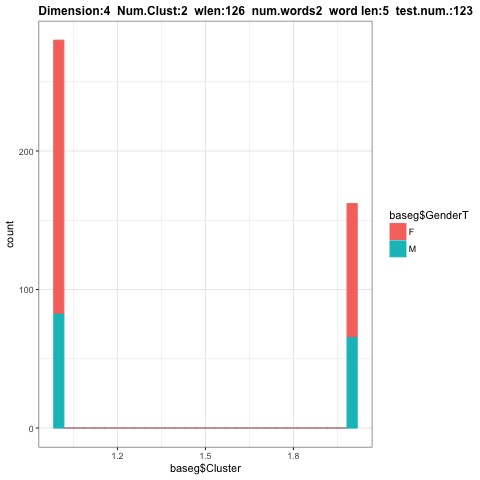 Dimension:4 Num.Clust:2 wlen:126 num.words2 word len:5 test.num.:123
200
100
0
count
1.2 1.5 1.8
baseg$Cluster
baseg$GenderT
F
M